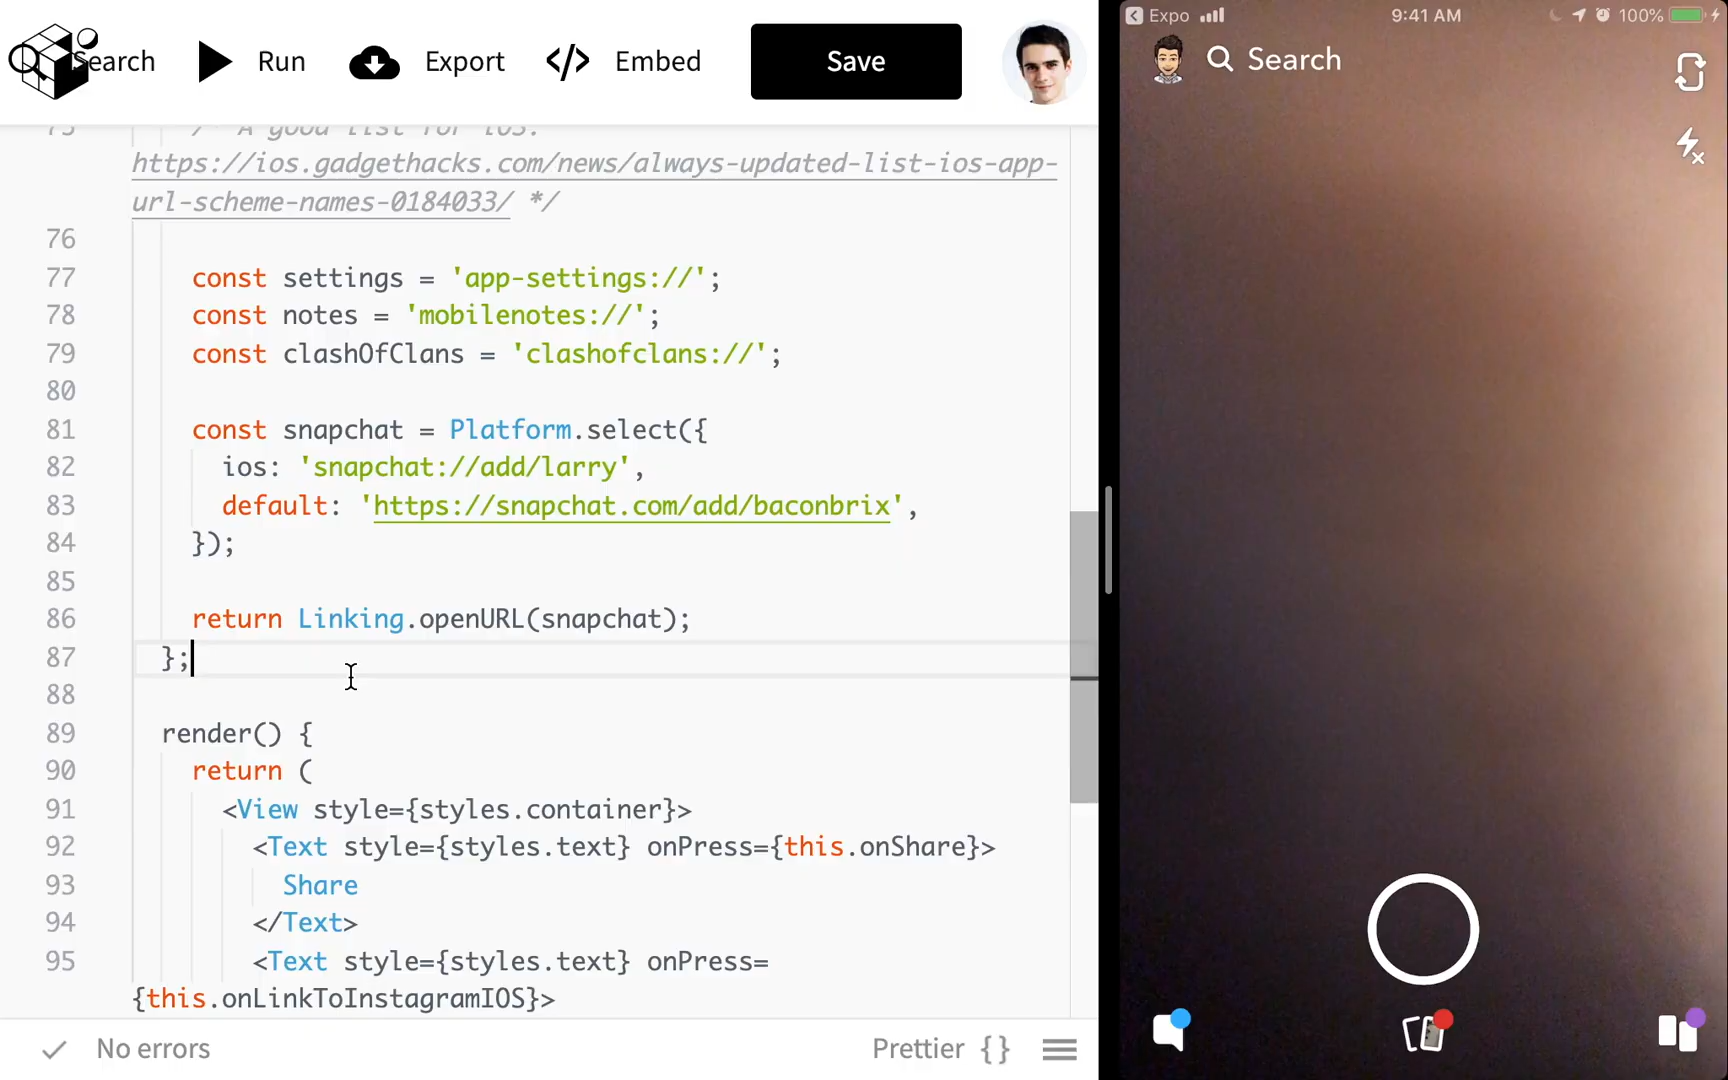 Search
Run
Export
Embed
Save
75 /* A good list for iOS:
https://ios.gadgethacks.com/news/always-updated-list-ios-app-
url-scheme-names-0184033/ */
76
77 const settings = 'app-settings://';
78 const notes = 'mobilenotes://';
79 const clashOfClans = 'clashofclans://';
80
81 const snapchat = Platform.select({
82 ios: 'snapchat://add/larry',
83 default: 'https://snapchat.com/add/baconbrix',
84 });
85
86 return Linking.openURL(snapchat);
87 };
88
89 render() {
90 return (
91 <View style={styles.container}>
92 <Text style={styles.text} onPress={this.onShare}>
93 Share
94 </Text>
95 <Text style={styles.text} onPress=
{this.onLinkToInstagramIOS}>
No errors
Prettier {}
Expo
9:41 AM
100%
Search